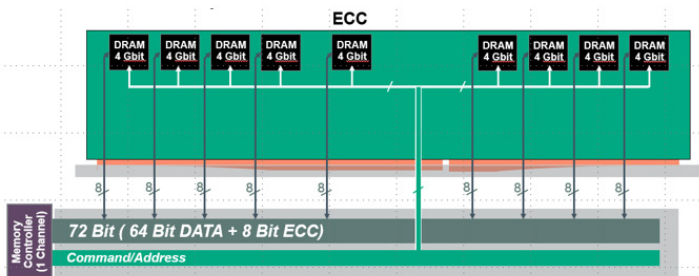 ECC
DRAM
4 Gbit
DRAM
4 Gbit
DRAM
4 Gbit
DRAM
4 Gbit
DRAM
4 Gbit
DRAM
4 Gbit
DRAM
4 Gbit
DRAM
4 Gbit
DRAM
4 Gbit
8 8 8 8 8 8 8 8 8
Memory
Controller
(1 Channel)
72 Bit ( 64 Bit DATA + 8 Bit ECC)
Command/Address